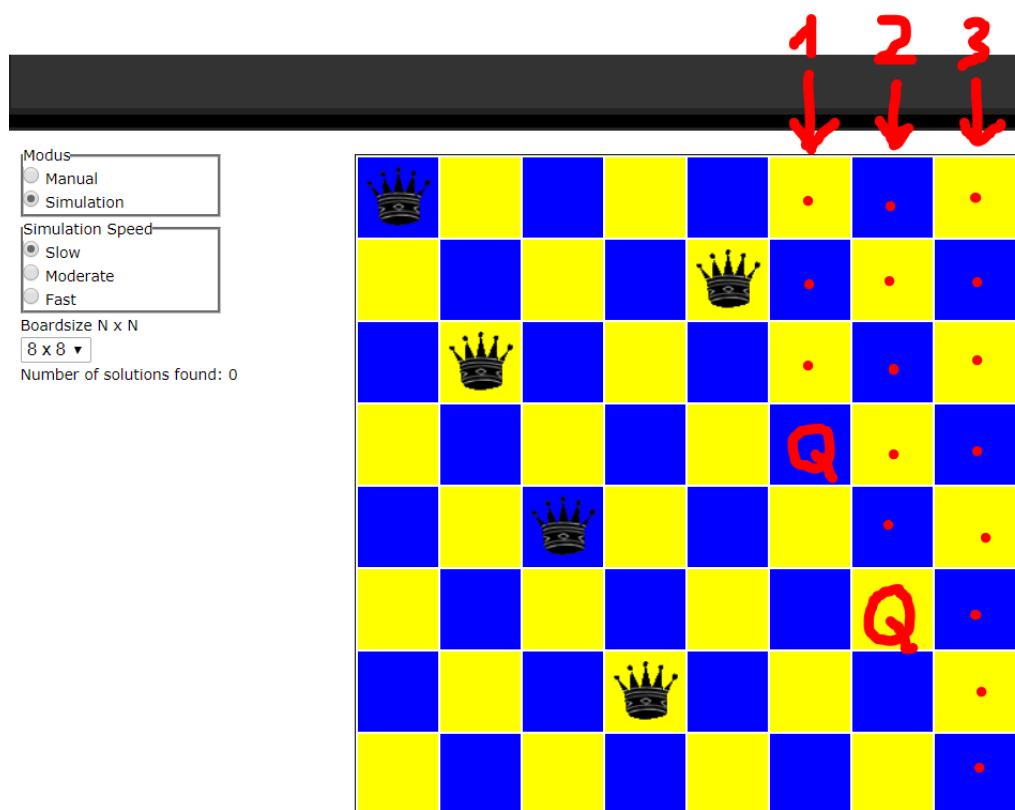 1 2 3
Modus
Manual
Simulation
Simulation Speed
Slow
Moderate
Fast
Boardsize N x N
8 x 8
Number of solutions found: 0
Q
Q